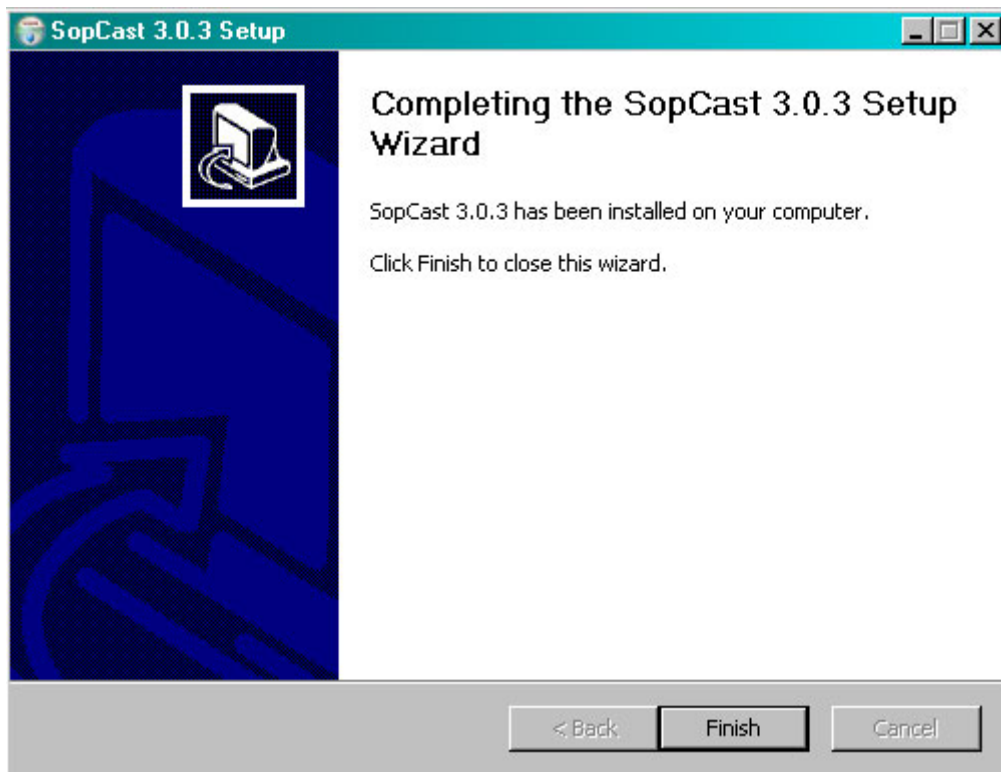 SopCast 3.0.3 Setup
Completing the SopCast 3.0.3 Setup
Wizard
SopCast 3.0.3 has been installed on your computer.
Click Finish to close this wizard.
< Back Finish Cancel